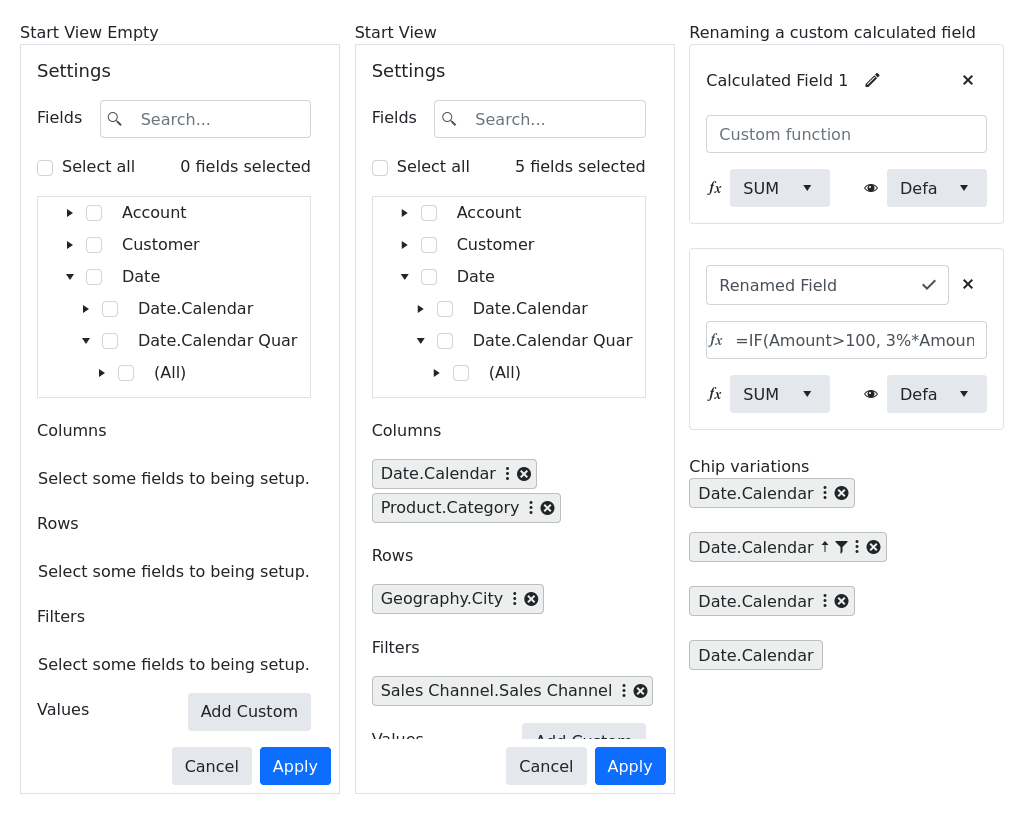 Start View Empty
Settings
Fields
Search...
Select all
0 fields selected
Account
Customer
Date
Date.Calendar
Date.Calendar Quar
(All)
Columns
Select some fields to being setup.
Rows
Select some fields to being setup.
Filters
Select some fields to being setup.
Values
Add Custom
Cancel
Apply
Start View
Settings
Fields
Search...
Select all
5 fields selected
Account
Customer
Date
Date.Calendar
Date.Calendar Quar
(All)
Columns
Date.Calendar
Product.Category
Rows
Geography.City
Filters
Sales Channel.Sales Channel
Values
Add Custom
Cancel
Apply
Renaming a custom calculated field
Calculated Field 1
Custom function
fx SUM
Defa
Renamed Field
fx =IF(Amount>100, 3%*Amoun
fx SUM
Defa
Chip variations
Date.Calendar
Date.Calendar
Date.Calendar
Date.Calendar